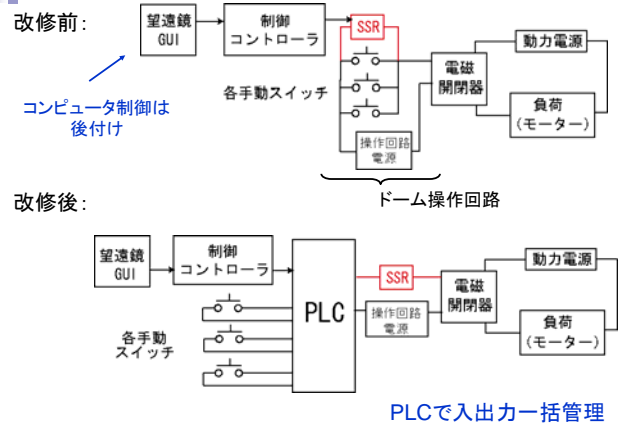 改修前:
望遠鏡
GUI
制御
コントローラ
SSR
動力電源
電磁
開閉器
各手動スイッチ
負荷
(モーター)
コンピュータ制御は
後付け
操作回路
電源
ドーム操作回路
改修後:
望遠鏡
GUI
制御
コントローラ
動力電源
SSR
電磁
開閉器
PLC
操作回路
電源
負荷
(モーター)
各手動
スイッチ
PLCで入出力一括管理